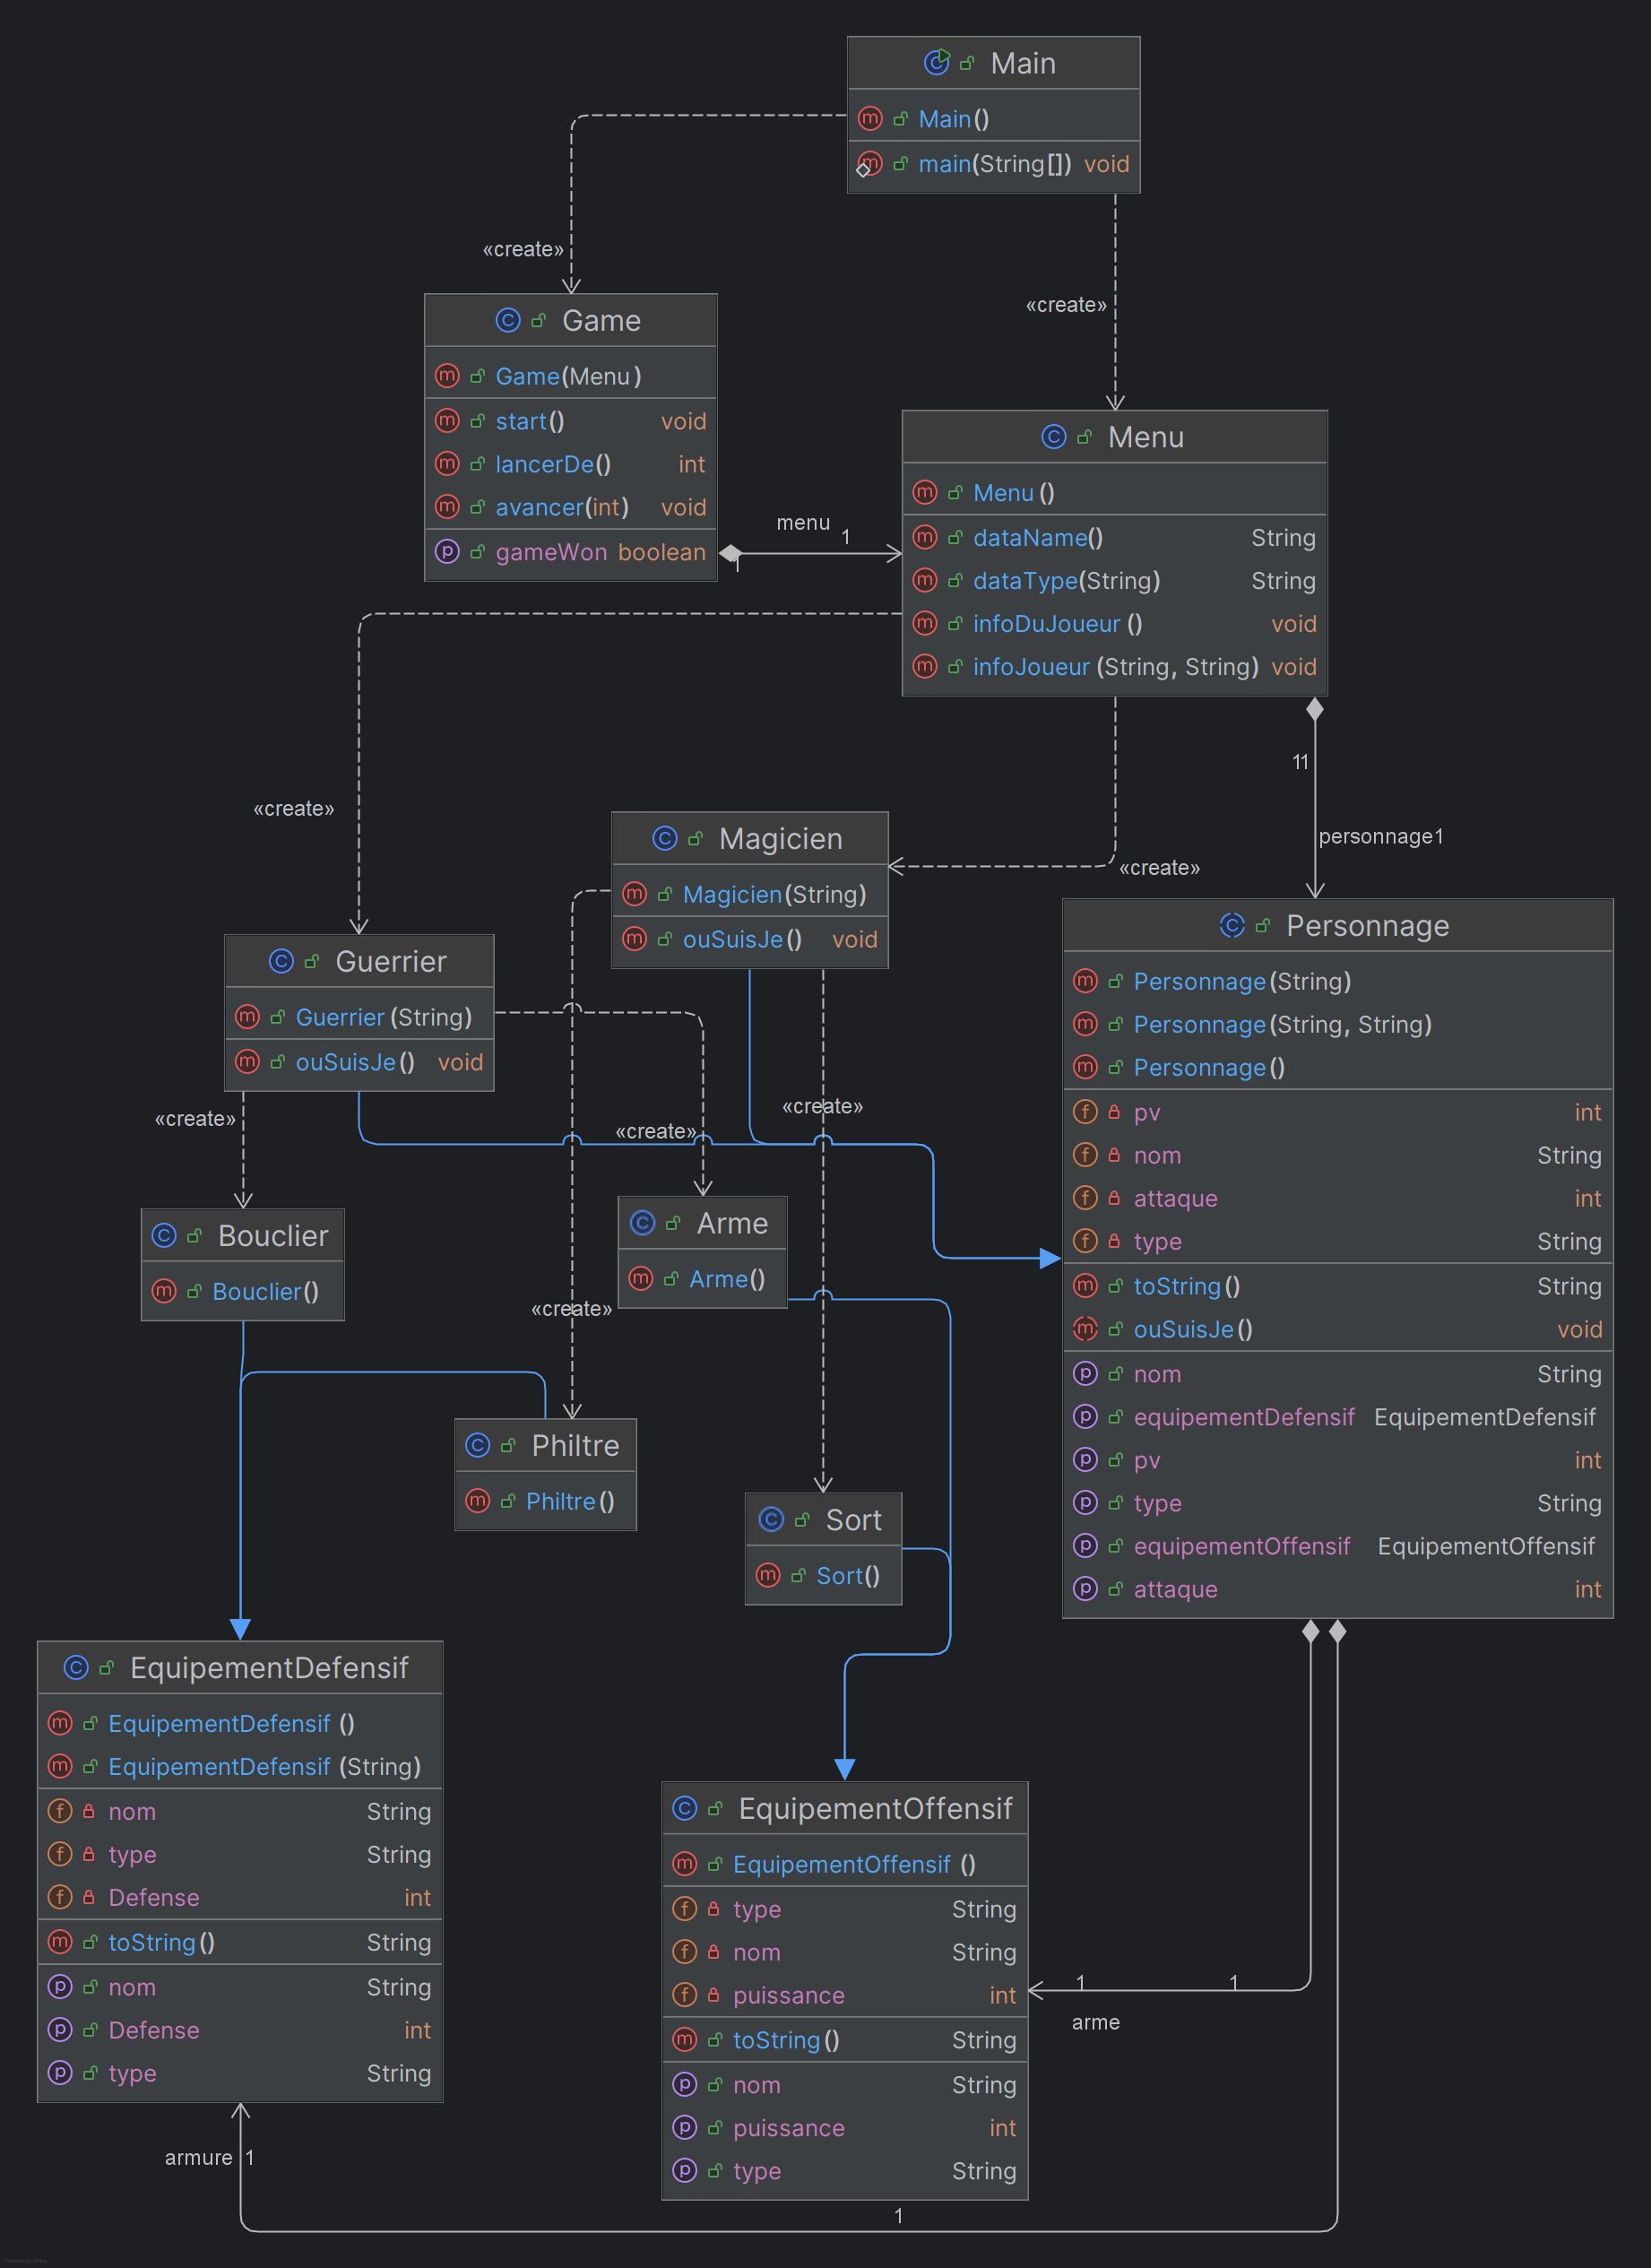 Main
Main()
main(String[]) void
«create»
«create»
Game
Game(Menu)
start() void
lancerDe() int
avancer(int) void
gameWon boolean
menu
1
1
Menu
Menu()
dataName() String
dataType(String) String
infoDuJoueur() void
infoJoueur(String, String) void
11
personnage1
«create»
«create»
Magicien
Magicien(String)
ouSuisJe() void
Guerrier
Guerrier(String)
ouSuisJe() void
Personnage
Personnage(String)
Personnage(String, String)
Personnage()
pv int
nom String
attaque int
type String
toString() String
ouSuisJe() void
nom String
equipementDefensif EquipementDefensif
pv int
type String
equipementOffensif EquipementOffensif
attaque int
«create»
«create»
«create»
«create»
Bouclier
Bouclier()
Arme
Arme()
Philtre
Philtre()
Sort
Sort()
EquipementDefensif
EquipementDefensif()
EquipementDefensif(String)
nom String
type String
Defense int
toString() String
nom String
Defense int
type String
EquipementOffensif
EquipementOffensif()
type String
nom String
puissance int
toString() String
nom String
puissance int
type String
1
1
arme
armure 1
1